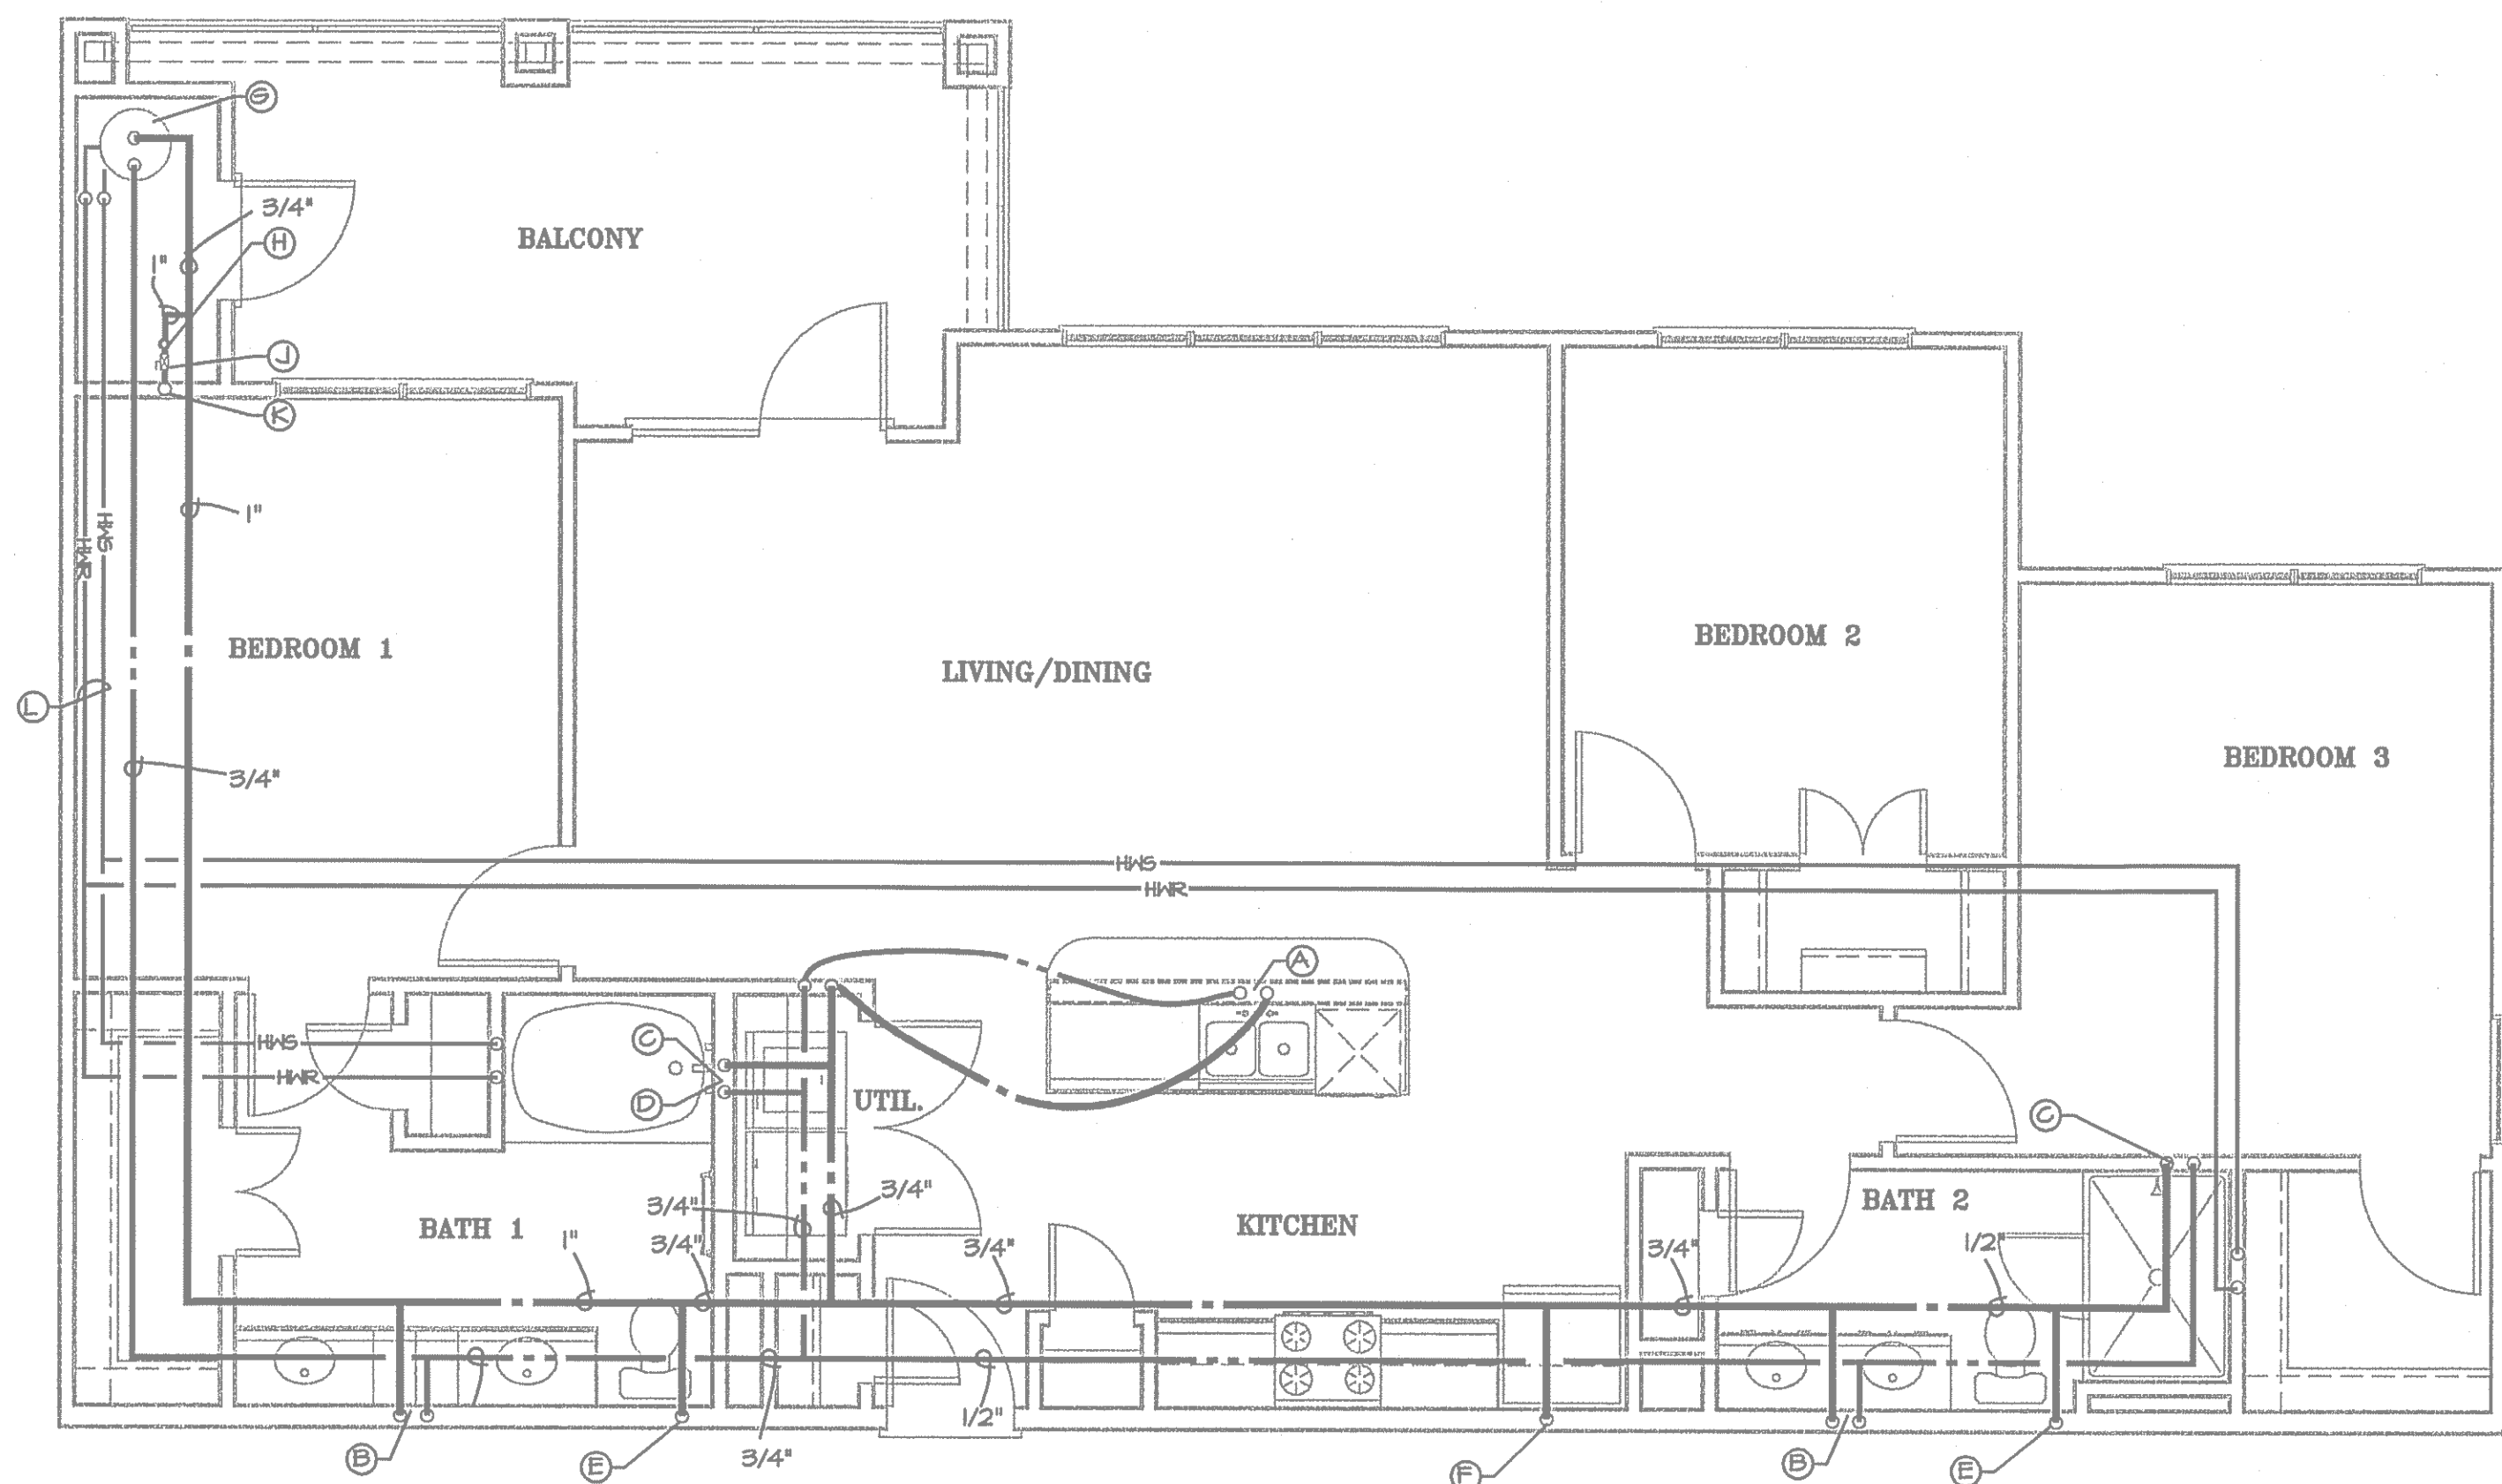 G
3/4"
H
BALCONY
1"
J
K
1"
HWS
HWR
BEDROOM 1
BEDROOM 2
LIVING/DINING
L
BEDROOM 3
3/4"
HWS
HWR
A
HWS
C
HWR
D
UTIL.
C
3/4"
3/4"
BATH 2
BATH 1
KITCHEN
1"
3/4"
3/4"
3/4"
1/2"
1/2"
B
E
3/4"
F
B
E